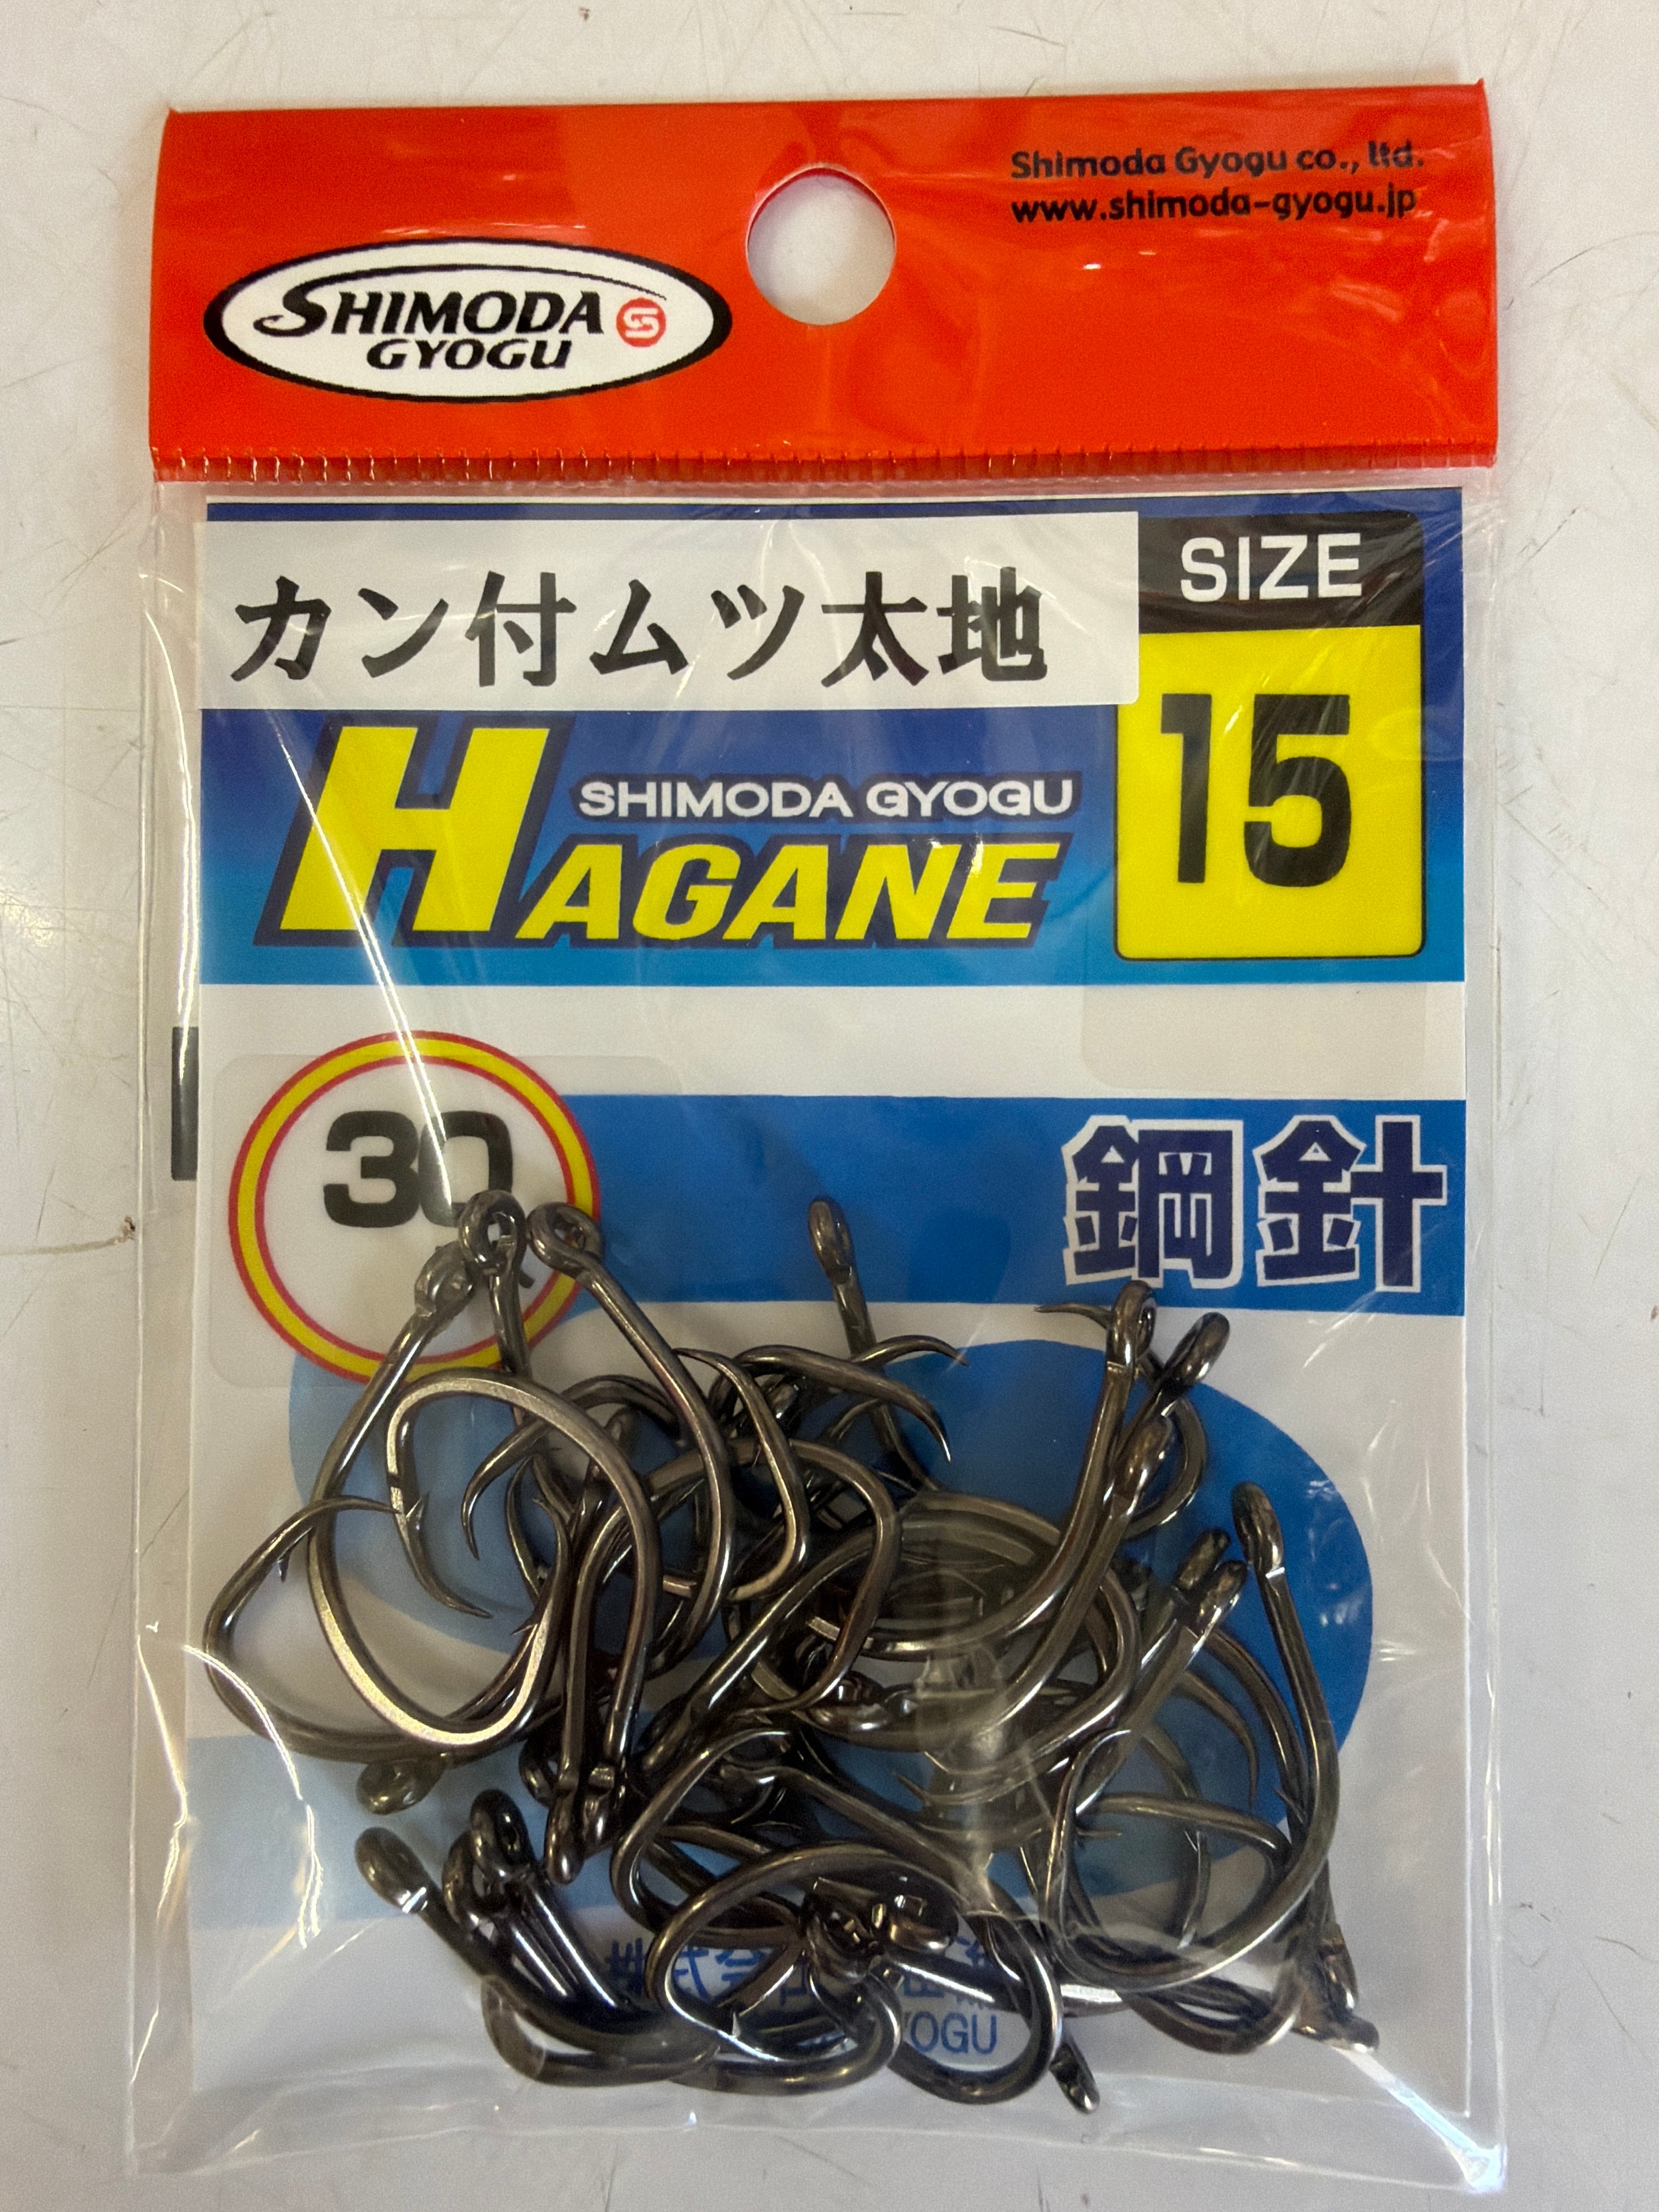 Shimoda Gyogu co., ltd.
www.shimoda-gyogu.jp
SHIMODA S
GYOGU
カン付ムツ太地
SIZE
15
SHIMODA GYOGU
HAGANE
30
鋼針